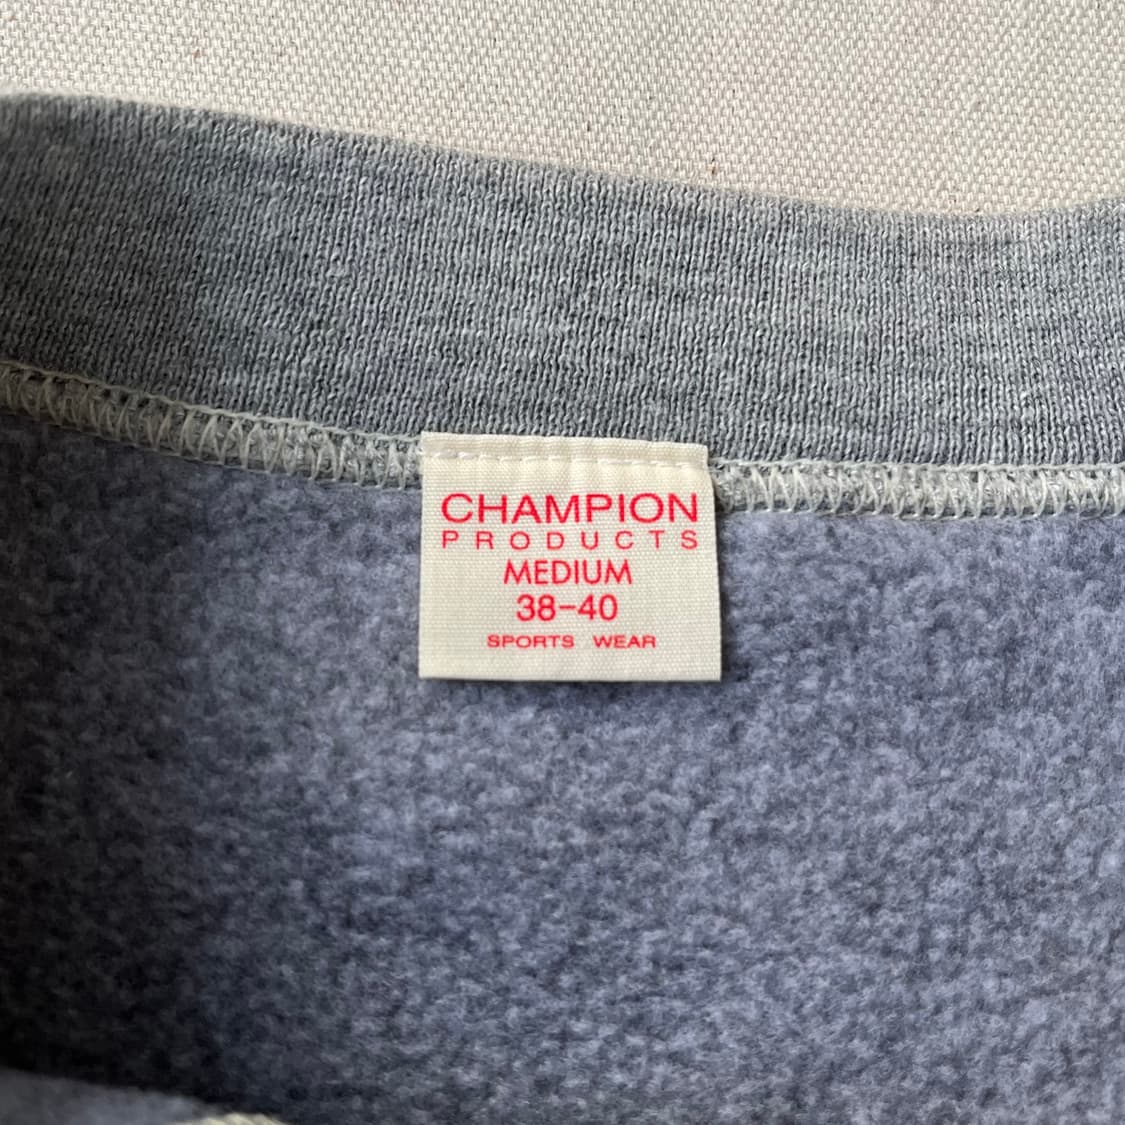 CHAMPION
PRODUCTS
MEDIUM
38-40
SPORTS WEAR